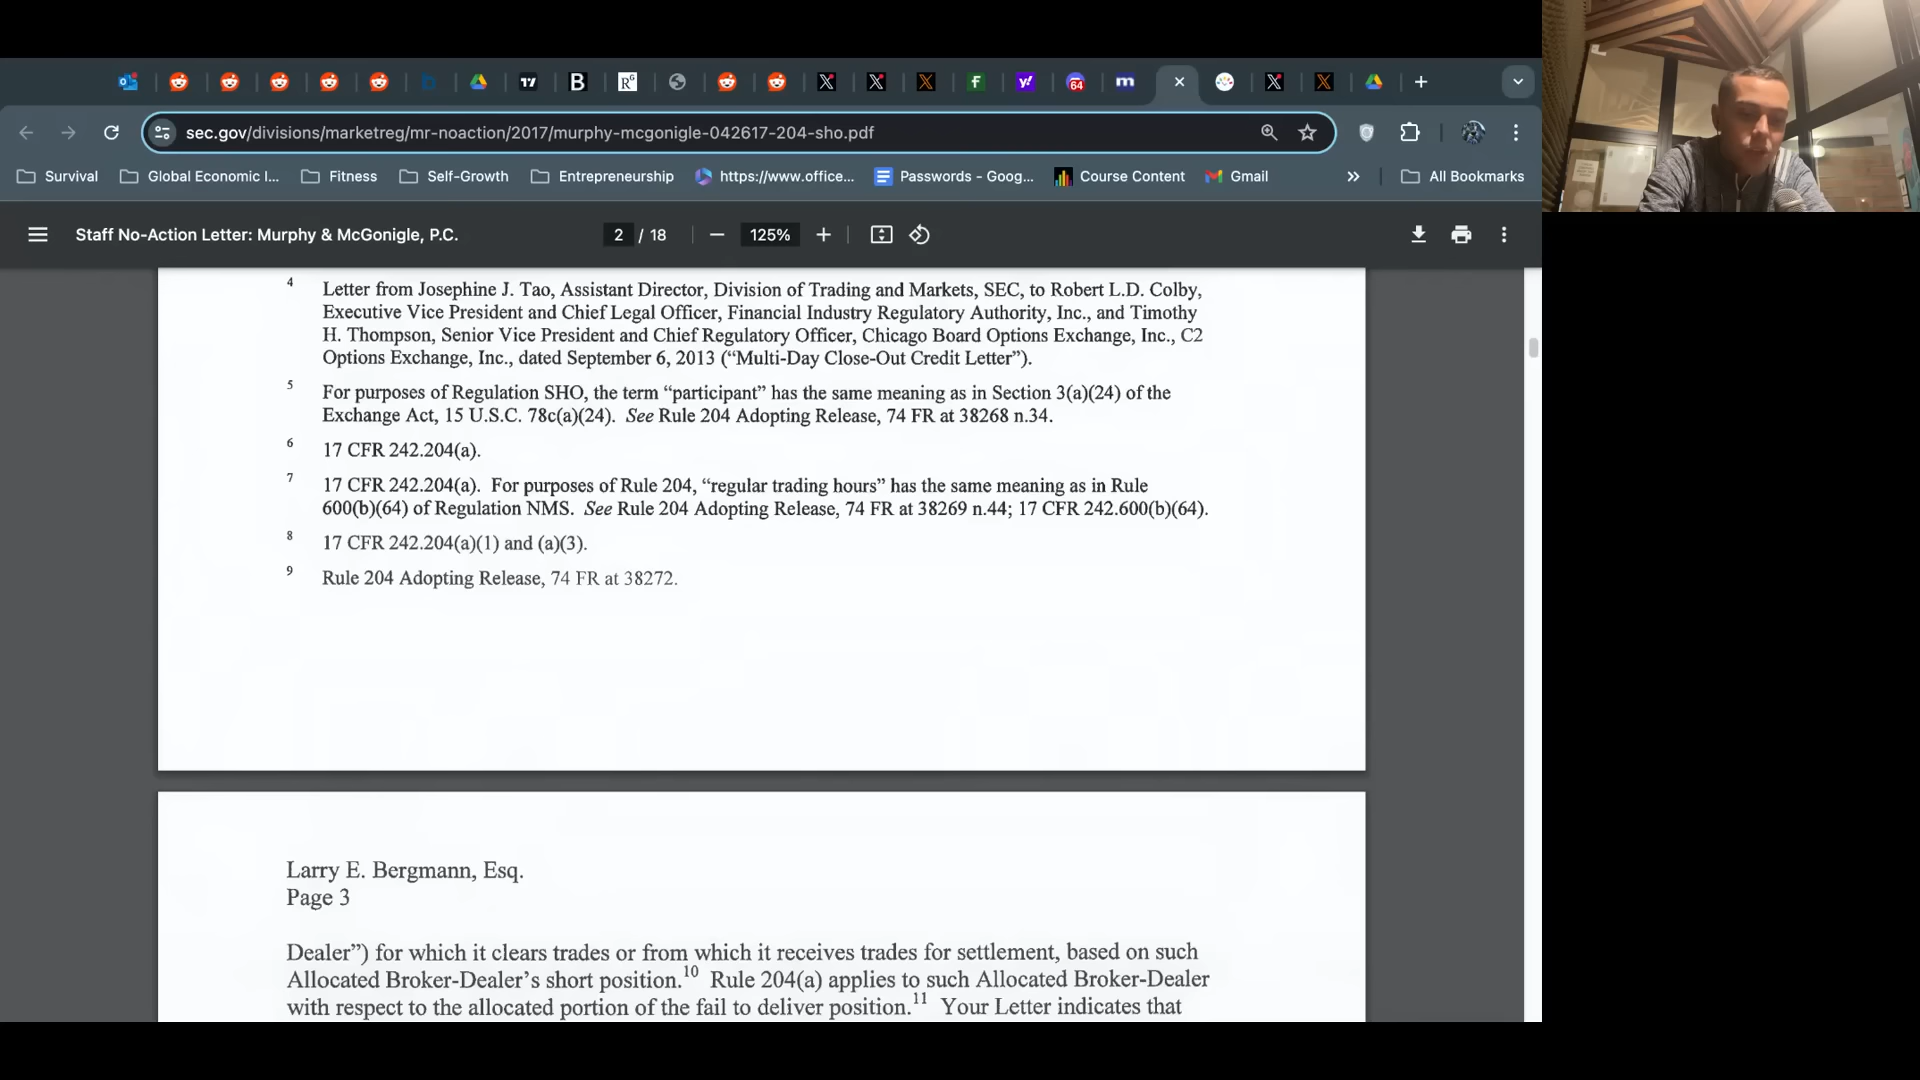 sec.gov/divisions/marketreg/mr-noaction/2017/murphy-mcgonigle-042617-204-sho.pdf
Survival
Global Economic I...
Fitness
Self-Growth
Entrepreneurship
https://www.office...
Passwords - Goog...
Course Content
Gmail
All Bookmarks
Staff No-Action Letter: Murphy & McGonigle, P.C.
2 / 18
125%
4 Letter from Josephine J. Tao, Assistant Director, Division of Trading and Markets, SEC, to Robert L.D. Colby,
Executive Vice President and Chief Legal Officer, Financial Industry Regulatory Authority, Inc., and Timothy
H. Thompson, Senior Vice President and Chief Regulatory Officer, Chicago Board Options Exchange, Inc., C2
Options Exchange, Inc., dated September 6, 2013 (“Multi-Day Close-Out Credit Letter”).
5 For purposes of Regulation SHO, the term “participant” has the same meaning as in Section 3(a)(24) of the
Exchange Act, 15 U.S.C. 78c(a)(24). See Rule 204 Adopting Release, 74 FR at 38268 n.34.
6 17 CFR 242.204(a).
7 17 CFR 242.204(a). For purposes of Rule 204, “regular trading hours” has the same meaning as in Rule
600(b)(64) of Regulation NMS. See Rule 204 Adopting Release, 74 FR at 38269 n.44; 17 CFR 242.600(b)(64).
8 17 CFR 242.204(a)(1) and (a)(3).
9 Rule 204 Adopting Release, 74 FR at 38272.
Larry E. Bergmann, Esq.
Page 3
Dealer”) for which it clears trades or from which it receives trades for settlement, based on such
Allocated Broker-Dealer’s short position.10 Rule 204(a) applies to such Allocated Broker-Dealer
with respect to the allocated portion of the fail to deliver position.11 Your Letter indicates that